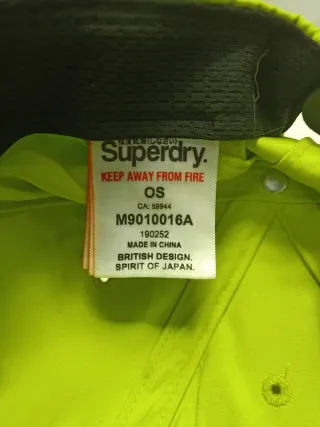 Superdry.
KEEP AWAY FROM FIRE
OS
CA: 59944
M9010016A
190252
MADE IN CHINA
BRITISH DESIGN.
SPIRIT OF JAPAN.